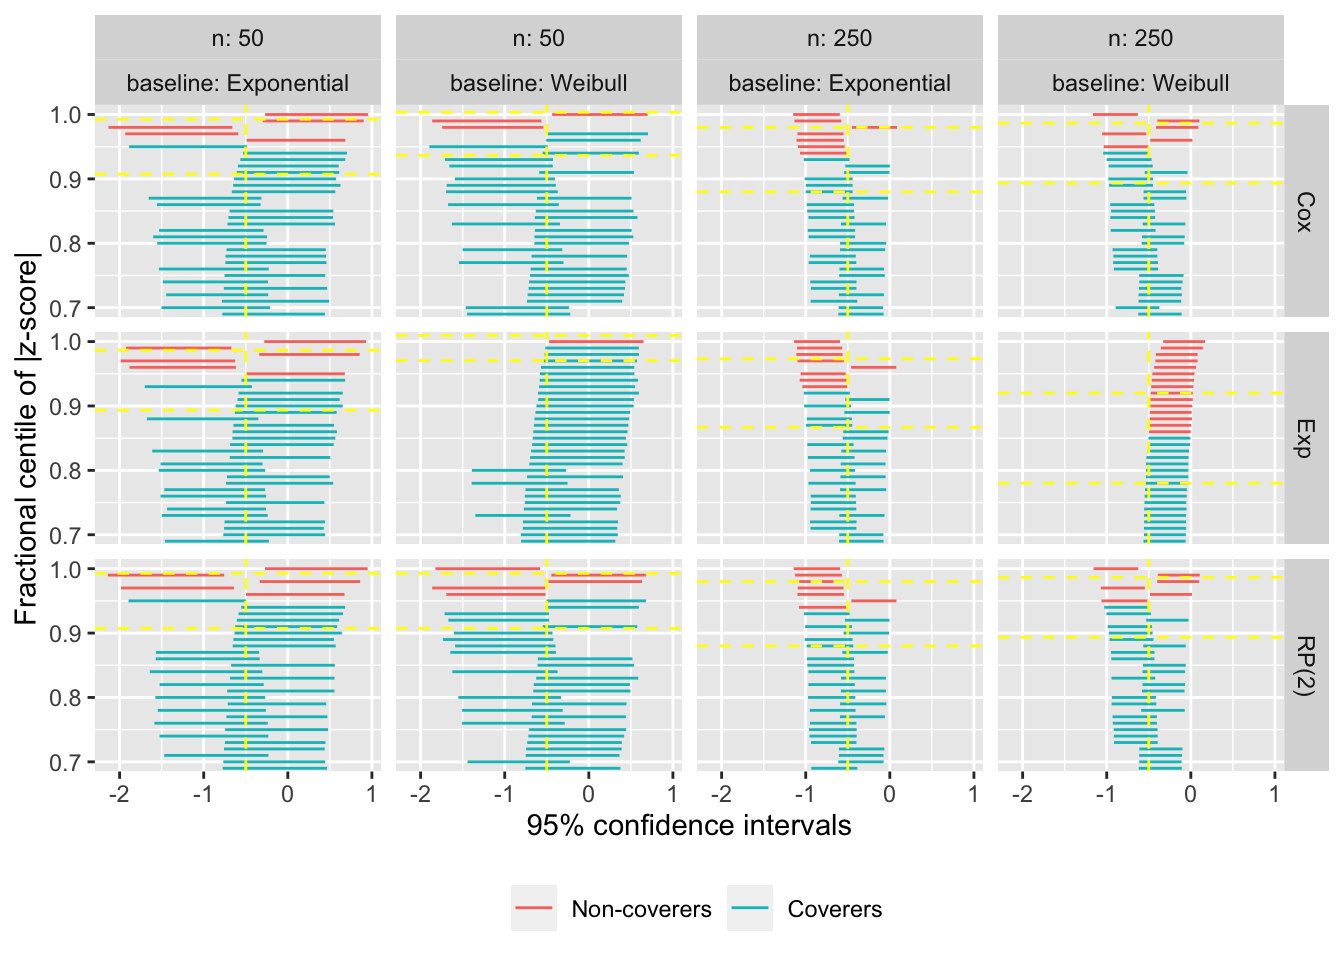 n: 50
n: 50
n: 250
n: 250
baseline: Exponential
baseline: Weibull
baseline: Exponential
baseline: Weibull
Fractional centile of |z-score|
1.0
0.9
0.8
0.7
Cox
1.0
0.9
0.8
0.7
Exp
1.0
0.9
0.8
0.7
RP(2)
-2 -1 0 1
-2 -1 0 1
-2 -1 0 1
-2 -1 0 1
95% confidence intervals
Non-coverers
Coverers